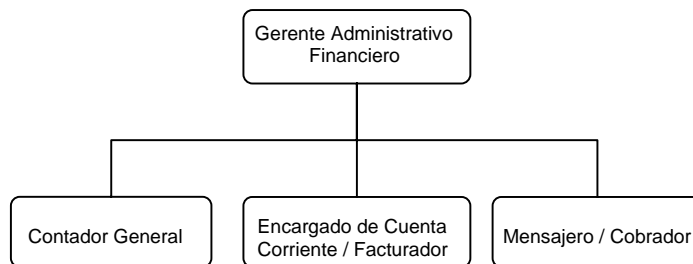 Gerente Administrativo
Financiero
Contador General
Encargado de Cuenta
Corriente / Facturador
Mensajero / Cobrador